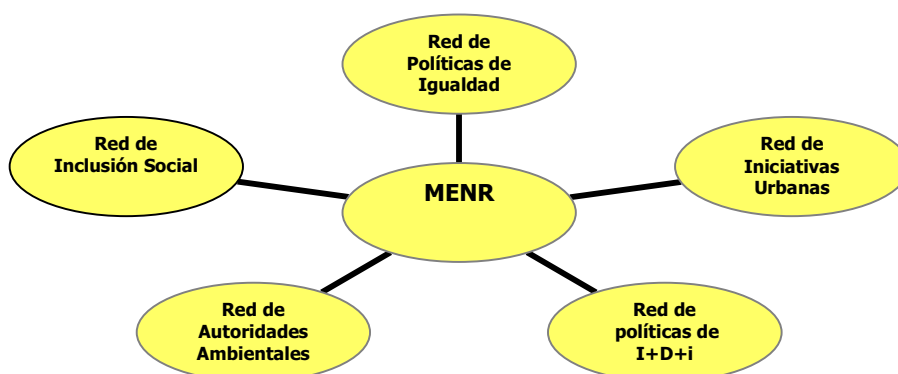 Red de
Políticas de
Igualdad
Red de
Inclusión Social
Red de
Iniciativas
Urbanas
MENR
Red de
Autoridades
Ambientales
Red de
políticas de
I+D+i